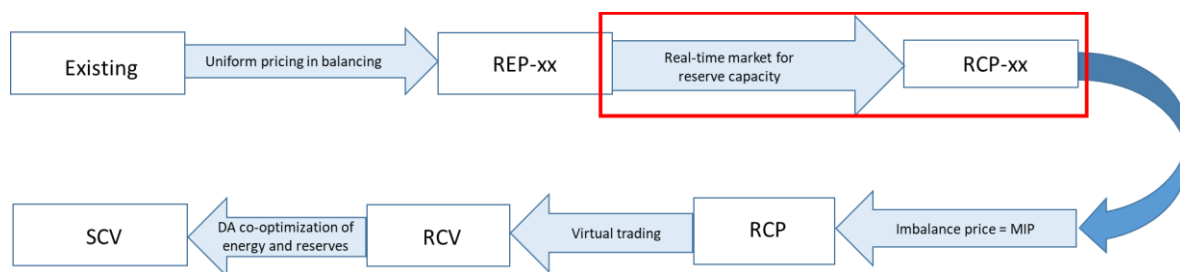 Existing
Uniform pricing in balancing
REP-xx
Real-time market for
reserve capacity
RCP-xx
SCV
DA co-optimization of
energy and reserves
RCV
Virtual trading
RCP
Imbalance price = MIP